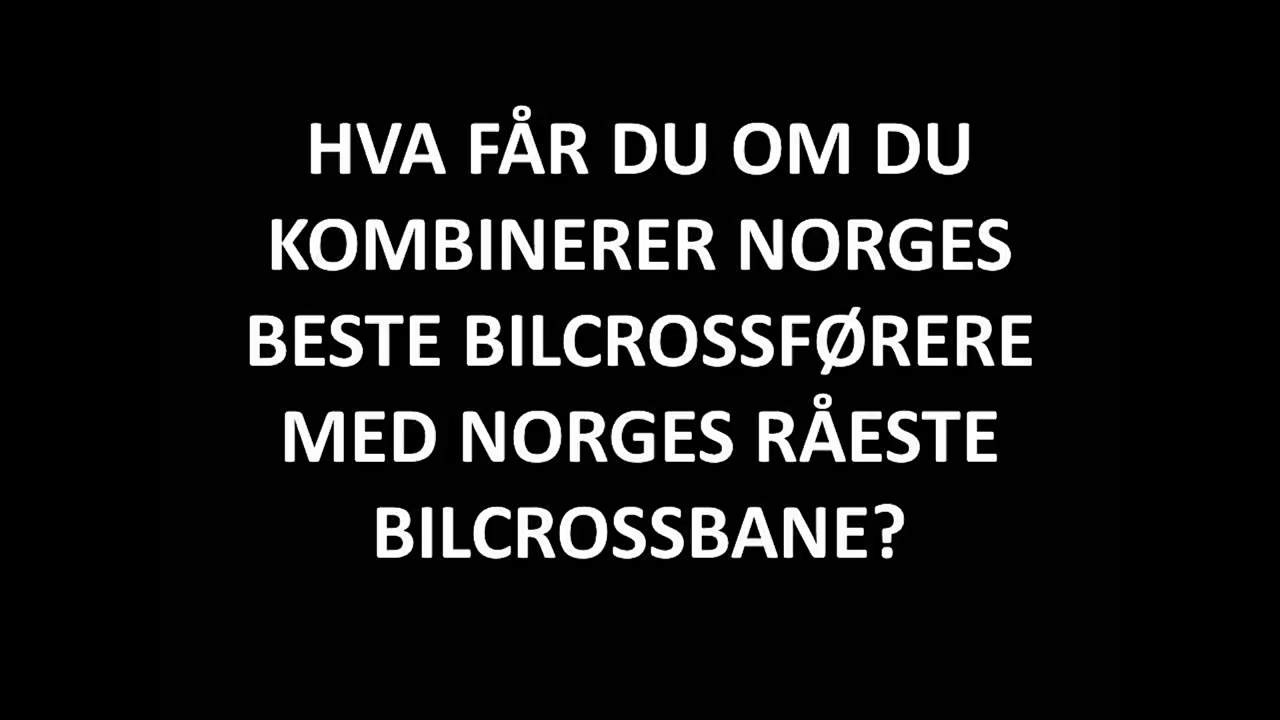 HVA FÅR DU OM DU
KOMBINERER NORGES
BESTE BILCROSSFØRERE
MED NORGES RÅESTE
BILCROSSBANE?